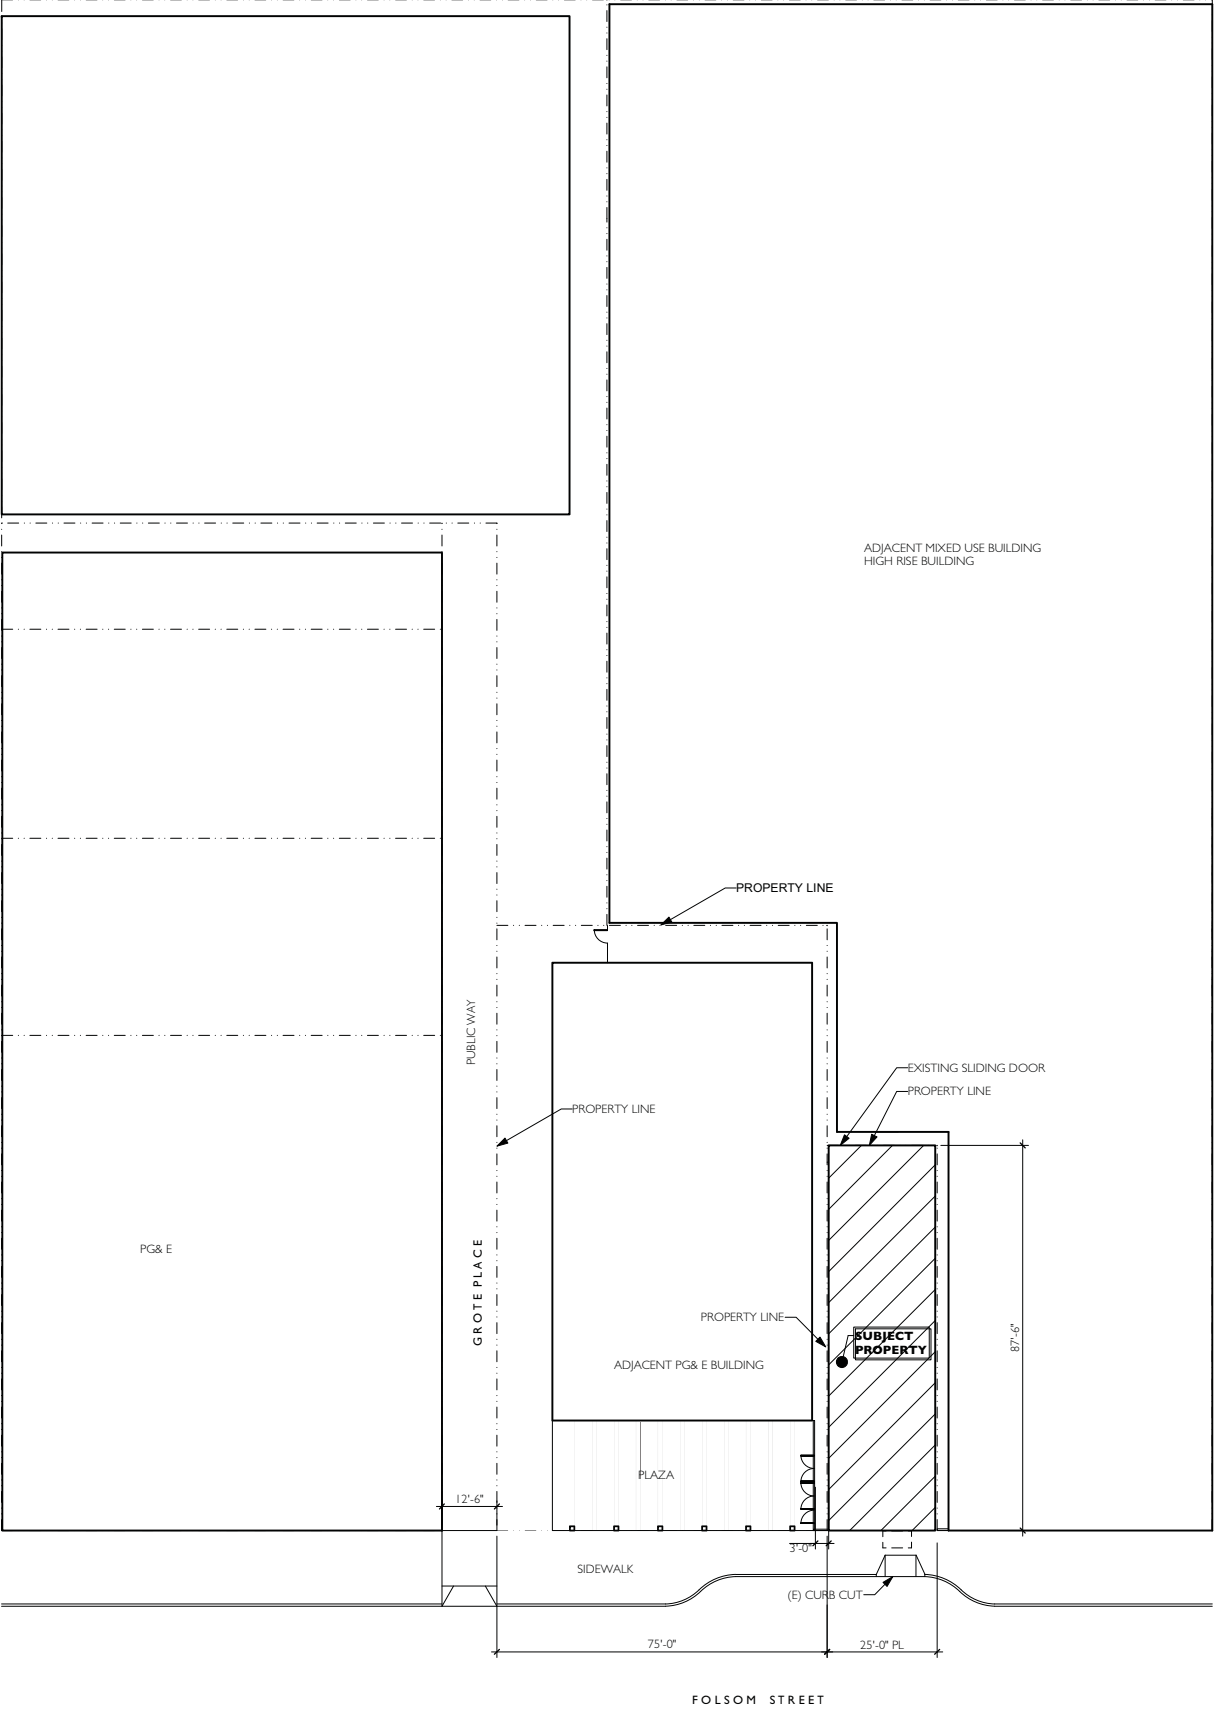 ADJACENT MIXED USE BUILDING
HIGH RISE BUILDING
PROPERTY LINE
PUBLIC WAY
EXISTING SLIDING DOOR
PROPERTY LINE
PROPERTY LINE
PG& E
GROTE PLACE
PROPERTY LINE
SUBJECT
PROPERTY
87'-6"
ADJACENT PG& E BUILDING
PLAZA
12'-6"
3'-0"
SIDEWALK
(E) CURB CUT
75'-0"
25'-0" PL
FOLSOM STREET